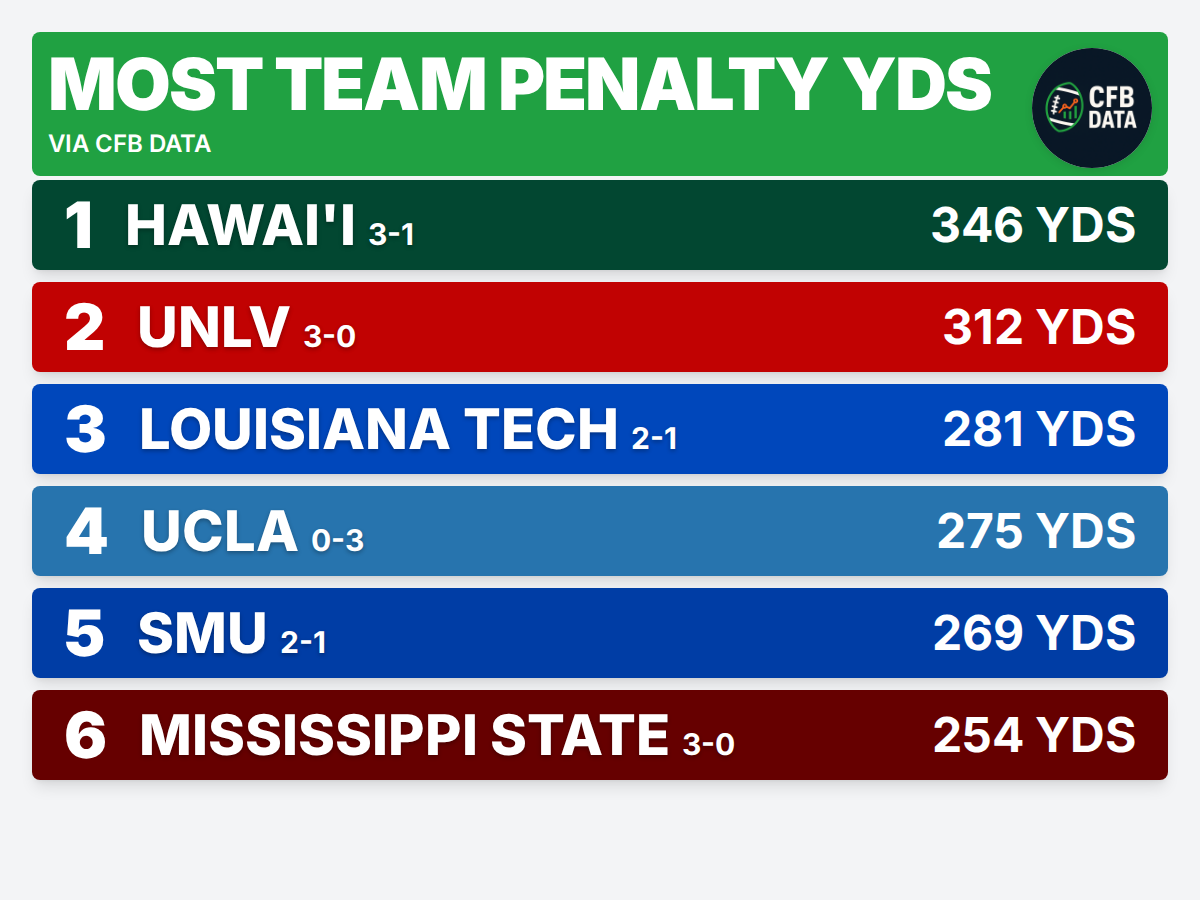 MOST TEAM PENALTY YDS
VIA CFB DATA
CFB
DATA
1 HAWAI'I 3-1 346 YDS
2 UNLV 3-0 312 YDS
3 LOUISIANA TECH 2-1 281 YDS
4 UCLA 0-3 275 YDS
5 SMU 2-1 269 YDS
6 MISSISSIPPI STATE 3-0 254 YDS